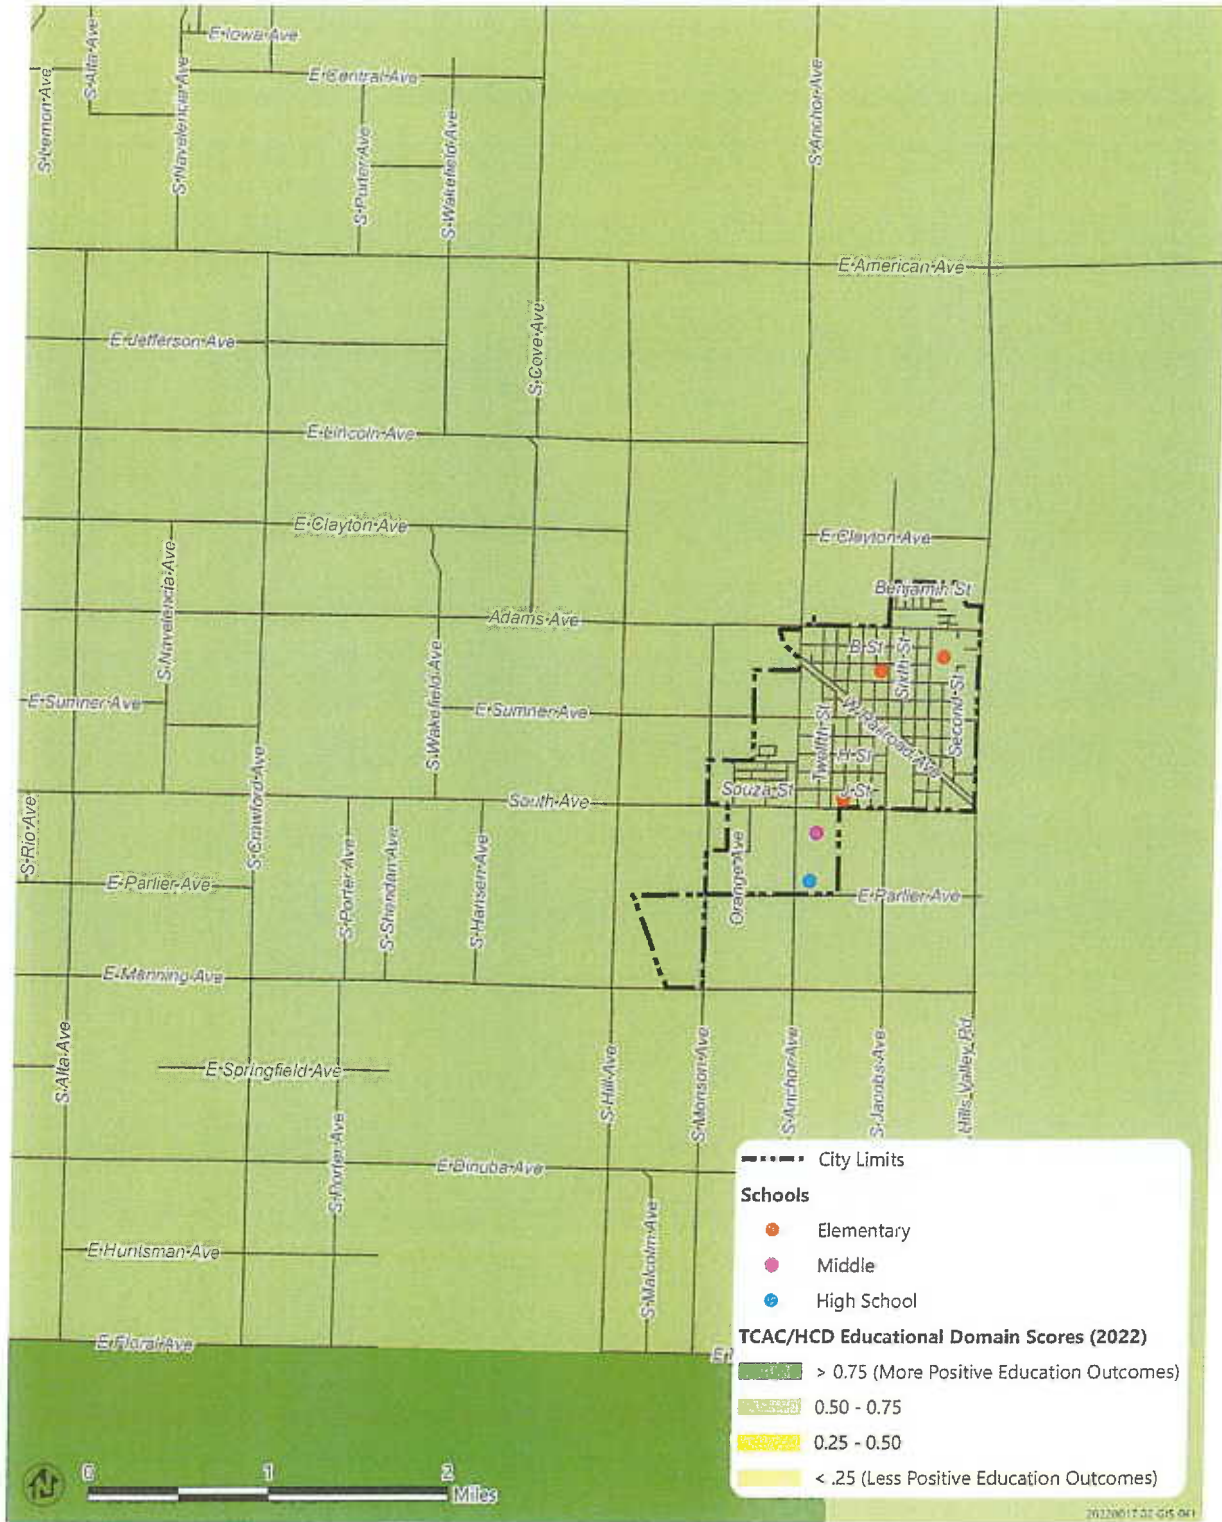 E Iowa Ave
S Alta Ave
E Central Ave
S Lemon Ave
S Navelencia Ave
S Porter Ave
S Wakefield Ave
S Anchor Ave
E American Ave
E Jefferson Ave
S Cove Ave
E Lincoln Ave
E Clayton Ave
E Clayton Ave
S Navelencia Ave
Benjamin St
Adams Ave
B St
Sixth St
S Wakefield Ave
E Sumner Ave
E Sumner Ave
Second St
Twelfth St
W Railroad Ave
H St
S Crawford Ave
Souza St
J St
South Ave
S Rio Ave
E Parlier Ave
S Porter Ave
S Sheridan Ave
S Hansen Ave
Orange Ave
E Parlier Ave
E Manning Ave
S Alta Ave
E Springfield Ave
S Hill Ave
S Monson Ave
S Anchor Ave
S Jacobs Ave
Hills Valley Rd
S Porter Ave
E Dinuba Ave
E Huntsman Ave
S Malcolm Ave
E Floral Ave
City Limits
Schools
Elementary
Middle
High School
TCAC/HCD Educational Domain Scores (2022)
> 0.75 (More Positive Education Outcomes)
0.50 - 0.75
0.25 - 0.50
< .25 (Less Positive Education Outcomes)
0 1 2
Miles